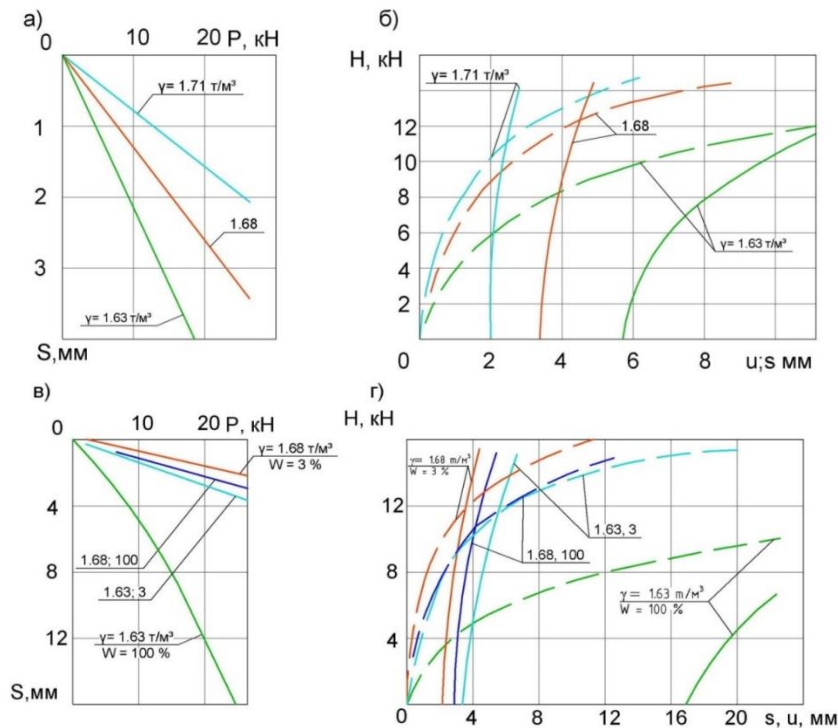 а)
0 10 20 P, кН
γ= 1.71 т/м³
1
2
1.68
3
γ= 1.63 т/м³
S,мм
б)
H, кН
γ= 1.71 т/м³
12
1.68
10
8
6
γ= 1.63 т/м³
4
2
0 2 4 6 8 u;s мм
в)
0 10 20 P, кН
γ= 1.68 т/м³
W = 3 %
4
1.68; 100
8
1.63; 3
12
γ= 1.63 т/м³
W = 100 %
S,мм
г)
H, кН
γ= 1.68 т/м³
W = 3 %
12
1.63, 3
1.68, 100
8
γ= 1.63 т/м³
W = 100 %
4
0 4 8 12 16 20
s, u, мм